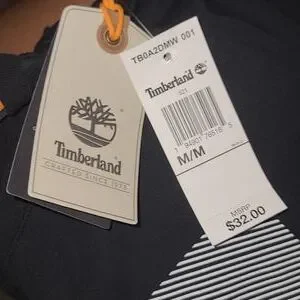 Timberland
CRAFTED SINCE 1973
TB0A2DMW 001
Timberland
M/M
MSRP
$32.00